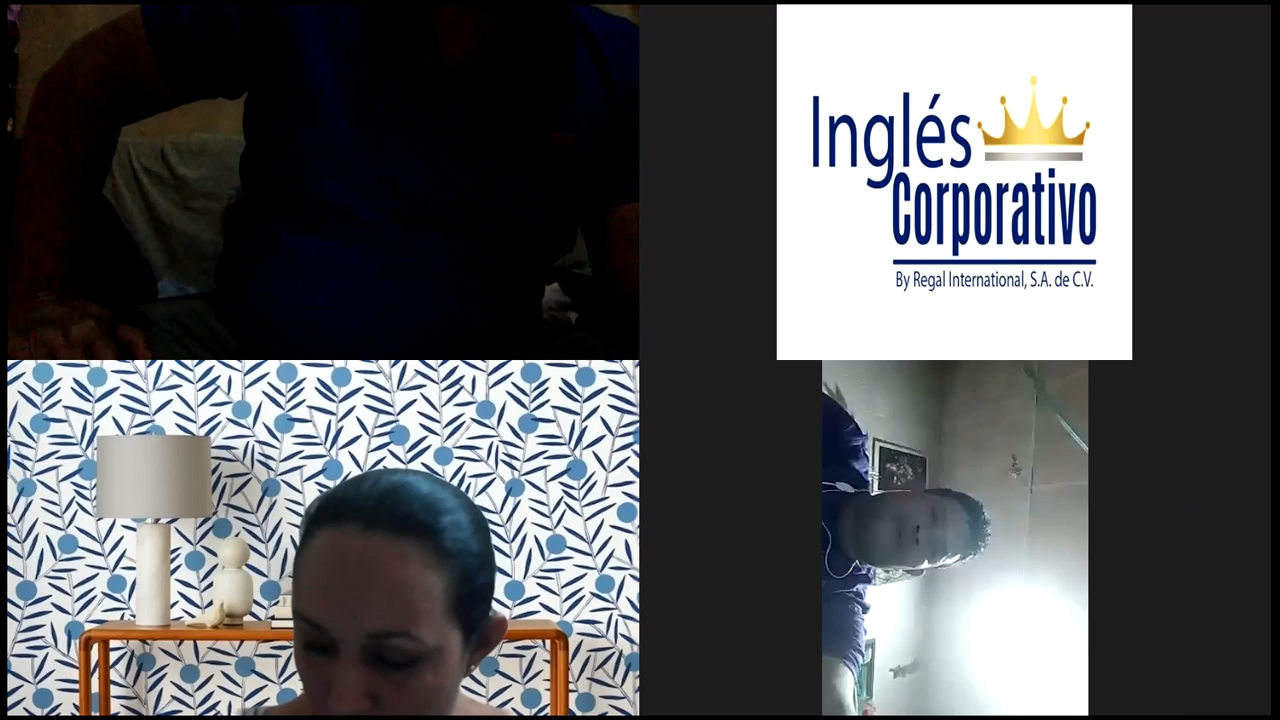 Inglés
Corporativo
By Regal International, S.A. de C.V.